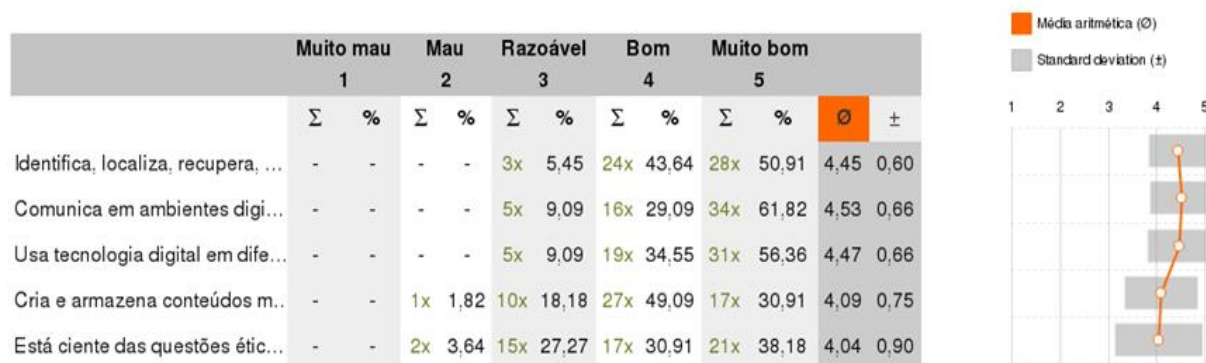 Média aritmética (Ø)
Standard deviation (±)
Muito mau Mau Razoável Bom Muito bom
1 2 3 4 5
Σ % Σ % Σ % Σ % Σ % Ø ±
1 2 3 4 5
Identifica, localiza, recupera, ... - - - - 3x 5,45 24x 43,64 28x 50,91 4,45 0,60
Comunica em ambientes digi... - - - - 5x 9,09 16x 29,09 34x 61,82 4,53 0,66
Usa tecnologia digital em dife... - - - - 5x 9,09 19x 34,55 31x 56,36 4,47 0,66
Cria e armazena conteúdos m.. - - 1x 1,82 10x 18,18 27x 49,09 17x 30,91 4,09 0,75
Está ciente das questões étic... - - 2x 3,64 15x 27,27 17x 30,91 21x 38,18 4,04 0,90